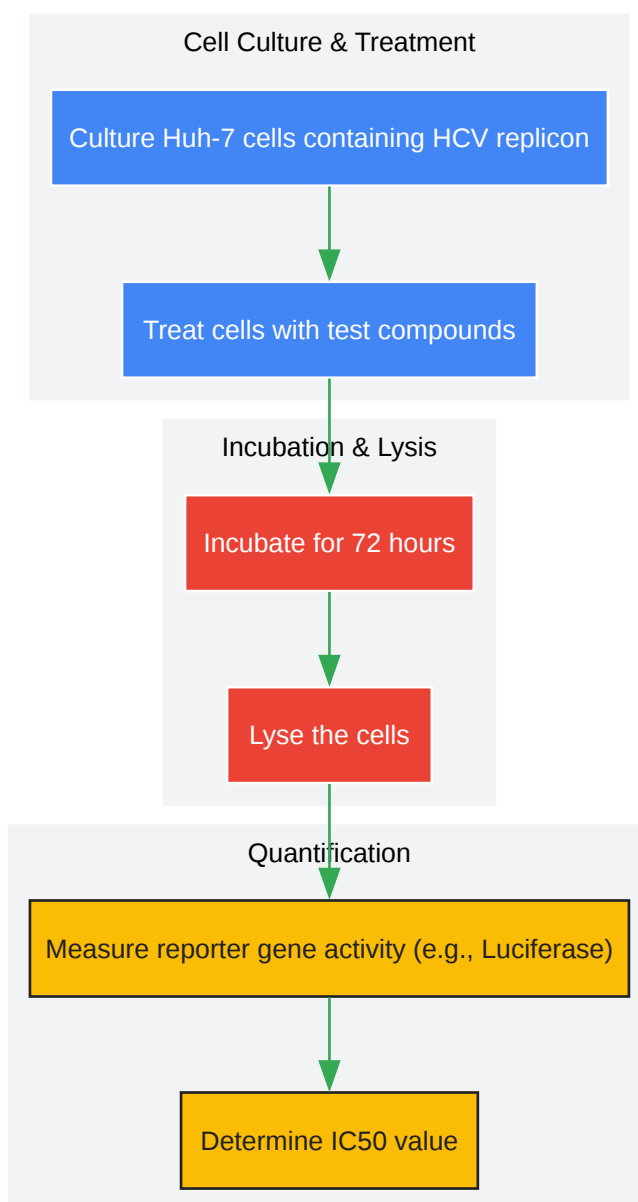 Cell Culture & Treatment
Culture Huh-7 cells containing HCV replicon
Treat cells with test compounds
Incubation & Lysis
Incubate for 72 hours
Lyse the cells
Quantification
Measure reporter gene activity (e.g., Luciferase)
Determine IC50 value